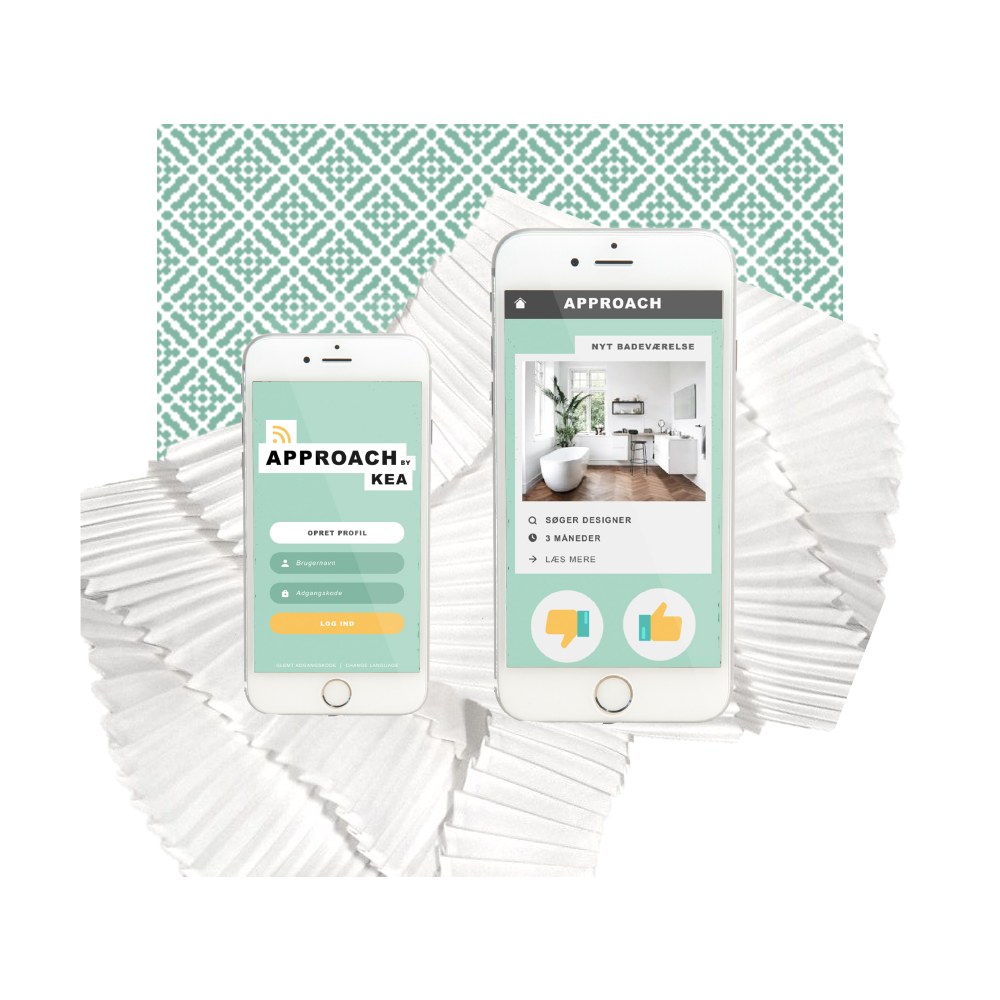 APPROACH BY
KEA
OPRET PROFIL
Brugernavn
Adgangskode
LOG IND
GLEMT ADGANGSKODE | CHANGE LANGUAGE
APPROACH
NYT BADEVÆRELSE
SØGER DESIGNER
3 MÅNEDER
LÆS MERE